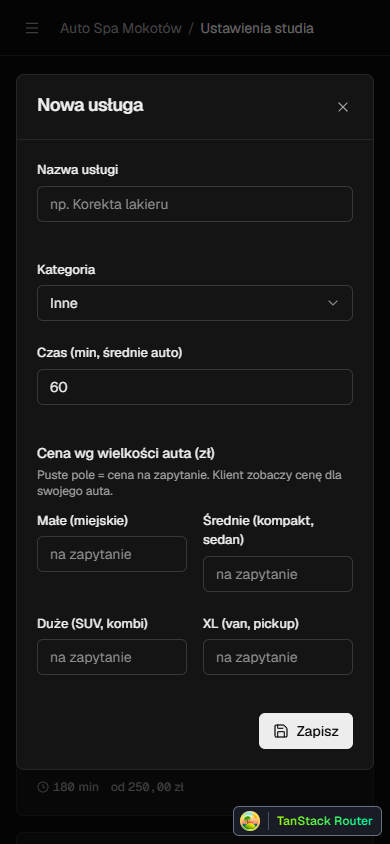 Auto Spa Mokotów / Ustawienia studia
Nowa usługa
Nazwa usługi
np. Korekta lakieru
Kategoria
Inne
Czas (min, średnie auto)
60
Cena wg wielkości auta (zł)
Puste pole = cena na zapytanie. Klient zobaczy cenę dla
swojego auta.
Małe (miejskie)
na zapytanie
Średnie (kompakt,
sedan)
na zapytanie
Duże (SUV, kombi)
na zapytanie
XL (van, pickup)
na zapytanie
Zapisz
180 min od 250,00 zł
TanStack Router